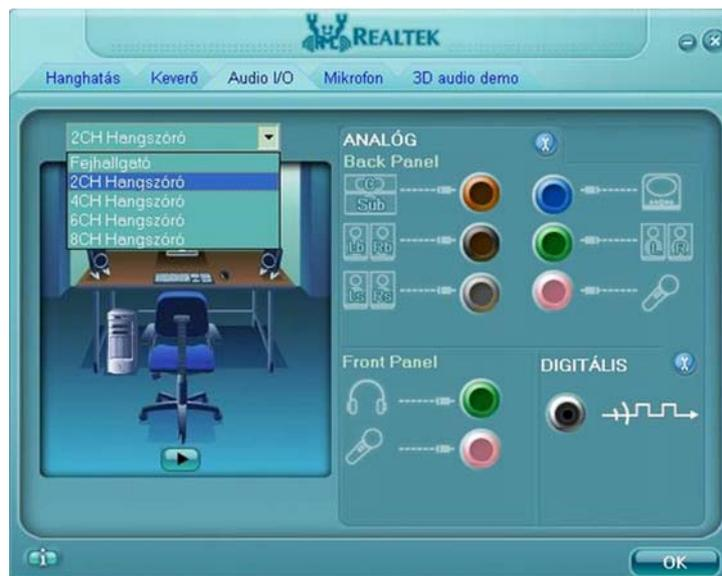 REALTEK
Hanghatás Keverő Audio I/O Mikrofon 3D audio demo
2CH Hangszóró
Fejhallgató
2CH Hangszóró
4CH Hangszóró
6CH Hangszóró
8CH Hangszóró
ANALÓG
Back Panel
C
Sub
Lb Rb
L R
Ls Rs
Front Panel
DIGITÁLIS
i
OK